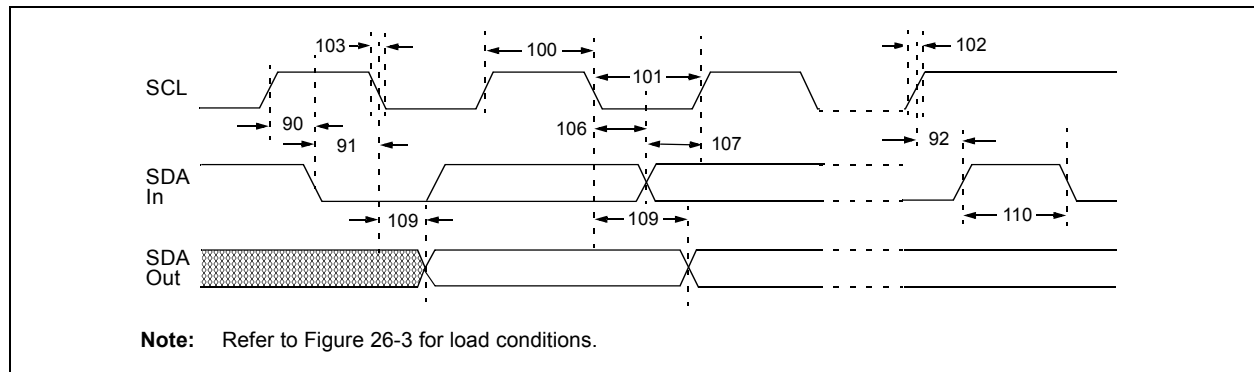 103
100
102
SCL
101
90
106
107
91
92
SDA
In
109
109
110
SDA
Out
Note: Refer to Figure 26-3 for load conditions.